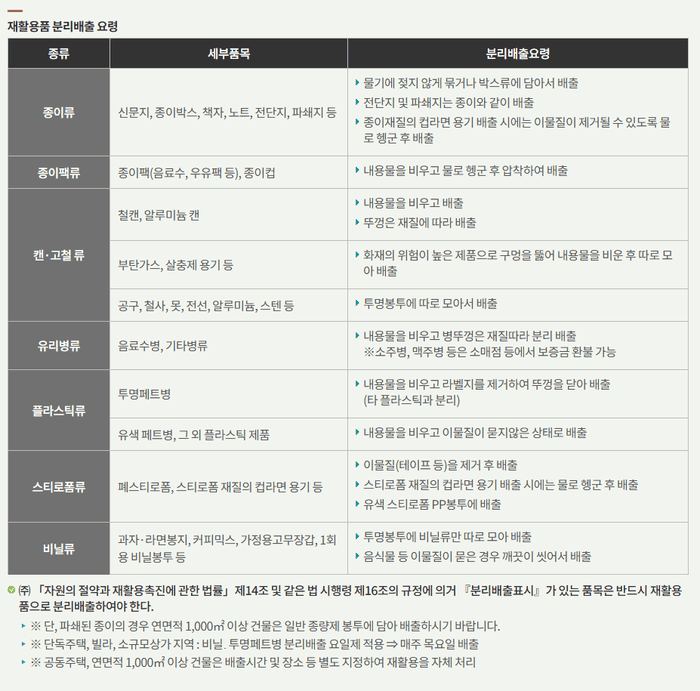 재활용품 분리배출 요령
종류 세부품목 분리배출요령
종이류
신문지, 종이박스, 책자, 노트, 전단지, 파쇄지 등
물기에 젖지 않게 묶거나 박스류에 담아서 배출
전단지 및 파쇄지는 종이와 같이 배출
종이재질의 컵라면 용기 배출 시에는 이물질이 제거될 수 있도록 물
로 헹군 후 배출
종이팩류
종이팩(음료수, 우유팩 등), 종이컵
내용물을 비우고 물로 헹군 후 압착하여 배출
캔·고철 류
철캔, 알루미늄 캔
내용물을 비우고 배출
뚜껑은 재질에 따라 배출
부탄가스, 살충제 용기 등
화재의 위험이 높은 제품으로 구멍을 뚫어 내용물을 비운 후 따로 모
아 배출
공구, 철사, 못, 전선, 알루미늄, 스텐 등
투명봉투에 따로 모아서 배출
유리병류
음료수병, 기타병류
내용물을 비우고 병뚜껑은 재질따라 분리 배출
※소주병, 맥주병 등은 소매점 등에서 보증금 환불 가능
플라스틱류
투명페트병
내용물을 비우고 라벨지를 제거하여 뚜껑을 닫아 배출
(타 플라스틱과 분리)
유색 페트병, 그 외 플라스틱 제품
내용물을 비우고 이물질이 묻지않은 상태로 배출
스티로폼류
폐스티로폼, 스티로폼 재질의 컵라면 용기 등
이물질(테이프 등)을 제거 후 배출
스티로폼 재질의 컵라면 용기 배출 시에는 물로 헹군 후 배출
유색 스티로폼 PP봉투에 배출
비닐류
과자·라면봉지, 커피믹스, 가정용고무장갑, 1회
용 비닐봉투 등
투명봉투에 비닐류만 따로 모아 배출
음식물 등 이물질이 묻은 경우 깨끗이 씻어서 배출
㈜ 「자원의 절약과 재활용촉진에 관한 법률」제14조 및 같은 법 시행령 제16조의 규정에 의거 『분리배출표시』가 있는 품목은 반드시 재활용
품으로 분리배출하여야 한다.
※ 단, 파쇄된 종이의 경우 연면적 1,000㎡ 이상 건물은 일반 종량제 봉투에 담아 배출하시기 바랍니다.
※ 단독주택, 빌라, 소규모상가 지역 : 비닐. 투명페트병 분리배출 요일제 적용 ⇒ 매주 목요일 배출
※ 공동주택, 연면적 1,000㎡ 이상 건물은 배출시간 및 장소 등 별도 지정하여 재활용을 자체 처리